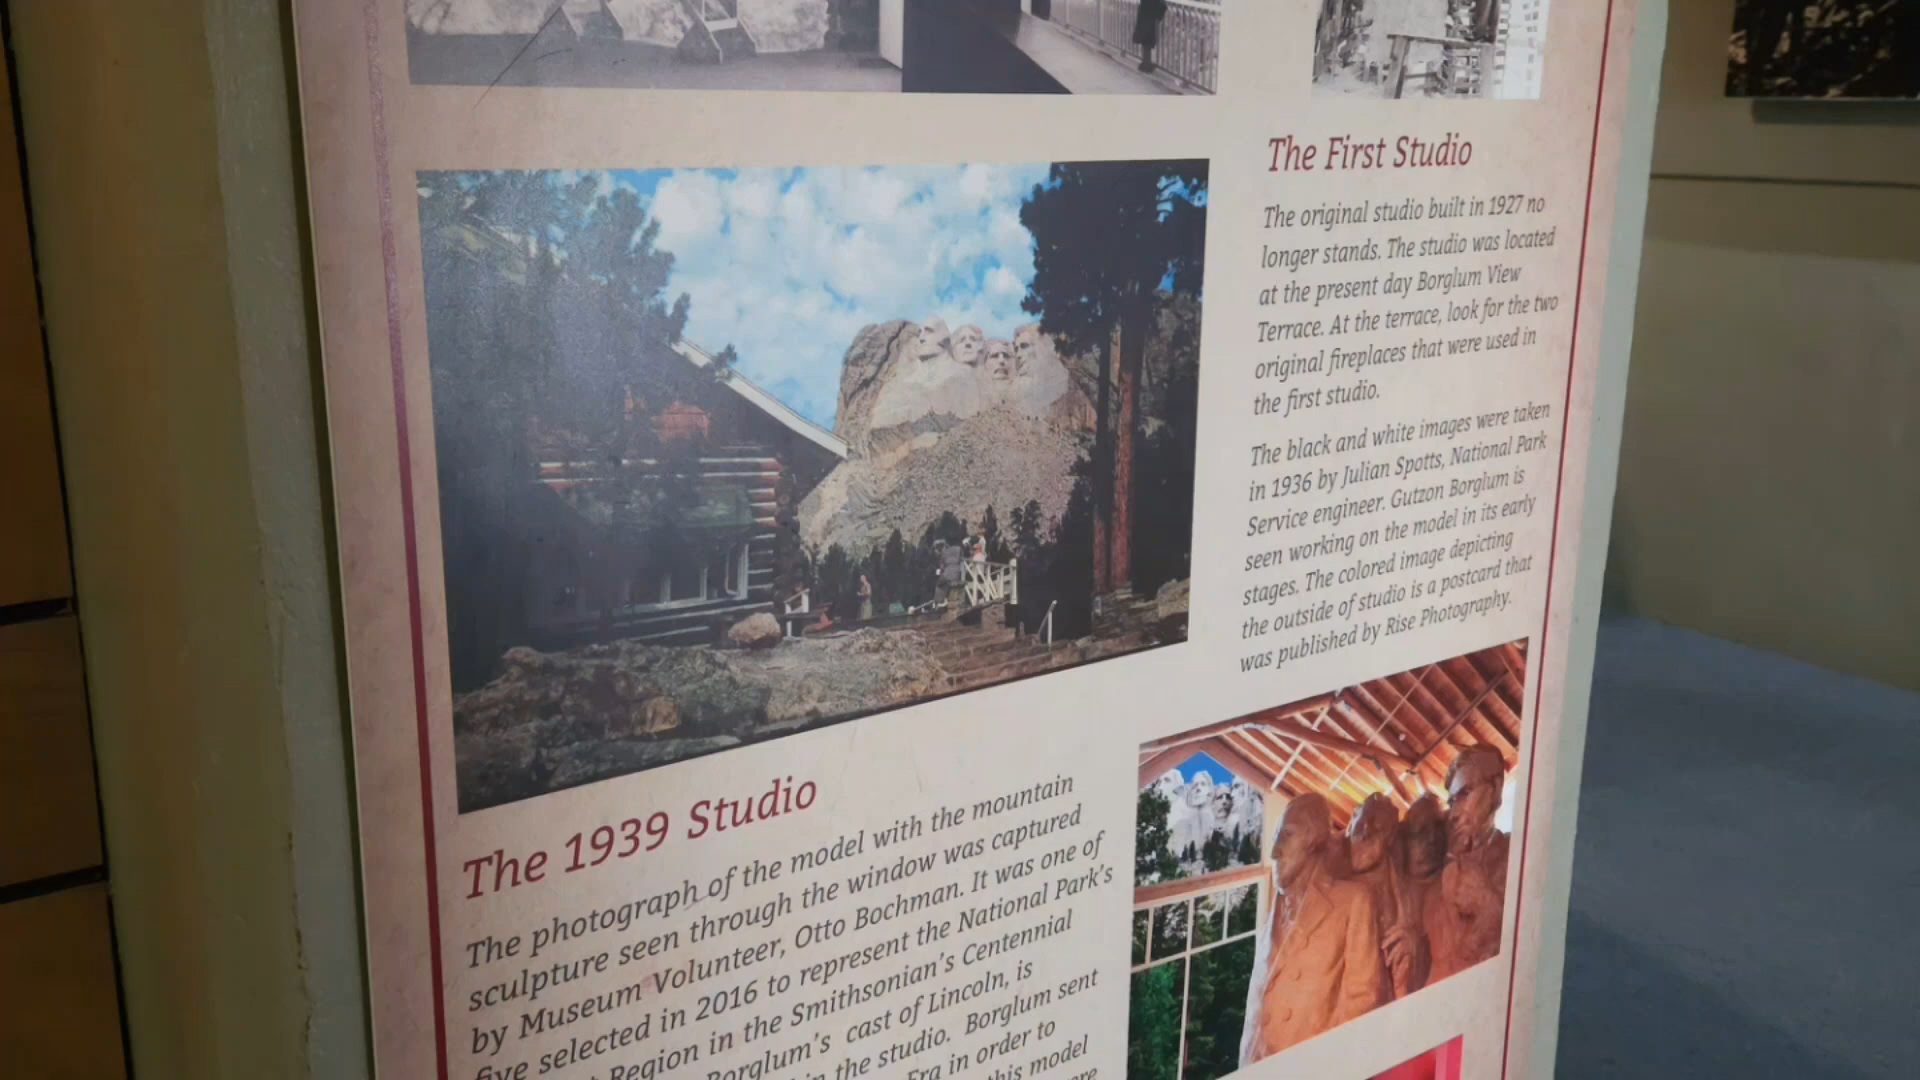 The First Studio
The original studio built in 1927 no
longer stands. The studio was located
at the present day Borglum View
Terrace. At the terrace, look for the two
original fireplaces that were used in
the first studio.
The black and white images were taken
in 1936 by Julian Spotts, National Park
Service engineer. Gutzon Borglum is
seen working on the model in its early
stages. The colored image depicting
the outside of studio is a postcard that
was published by Rise Photography.
The 1939 Studio
The photograph of the model with the mountain
sculpture seen through the window was captured
by Museum Volunteer, Otto Bochman. It was one of
five selected in 2016 to represent the National Park's
Region in the Smithsonian's Centennial
Borglum's cast of Lincoln, is
in the studio. Borglum sent
Era in order to
this model